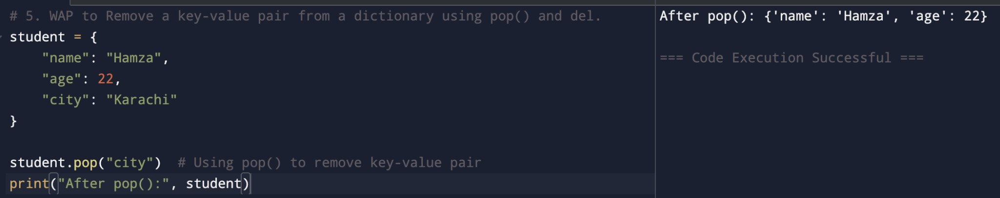 # 5. WAP to Remove a key-value pair from a dictionary using pop() and del.
student = {
    "name": "Hamza",
    "age": 22,
    "city": "Karachi"
}
student.pop("city")  # Using pop() to remove key-value pair
print("After pop():", student)
After pop(): {'name': 'Hamza', 'age': 22}
=== Code Execution Successful ===